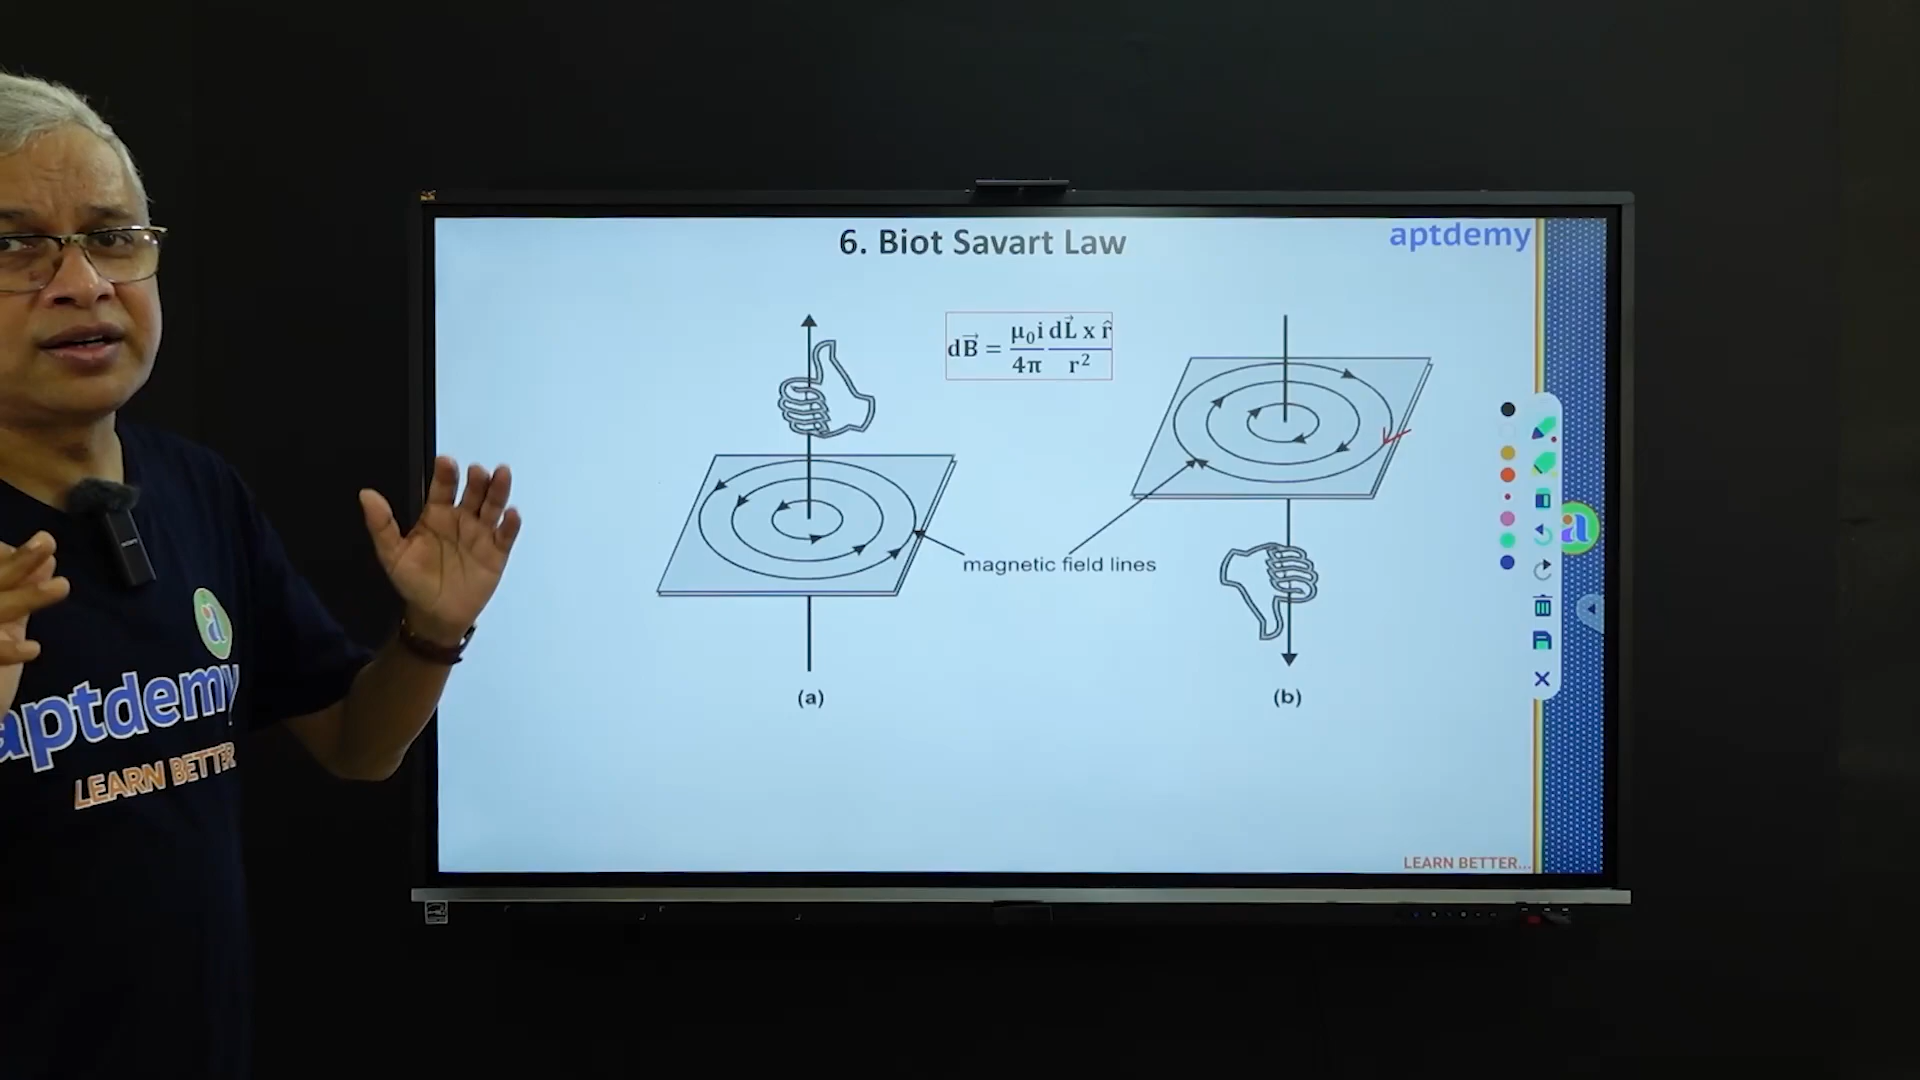 6. Biot Savart Law
aptdemy
dB⃗ = μ₀i/4π dL⃗ x r̂/r²
magnetic field lines
(a)
(b)
LEARN BETTER...
a
a
aptdemy
LEARN BETTER